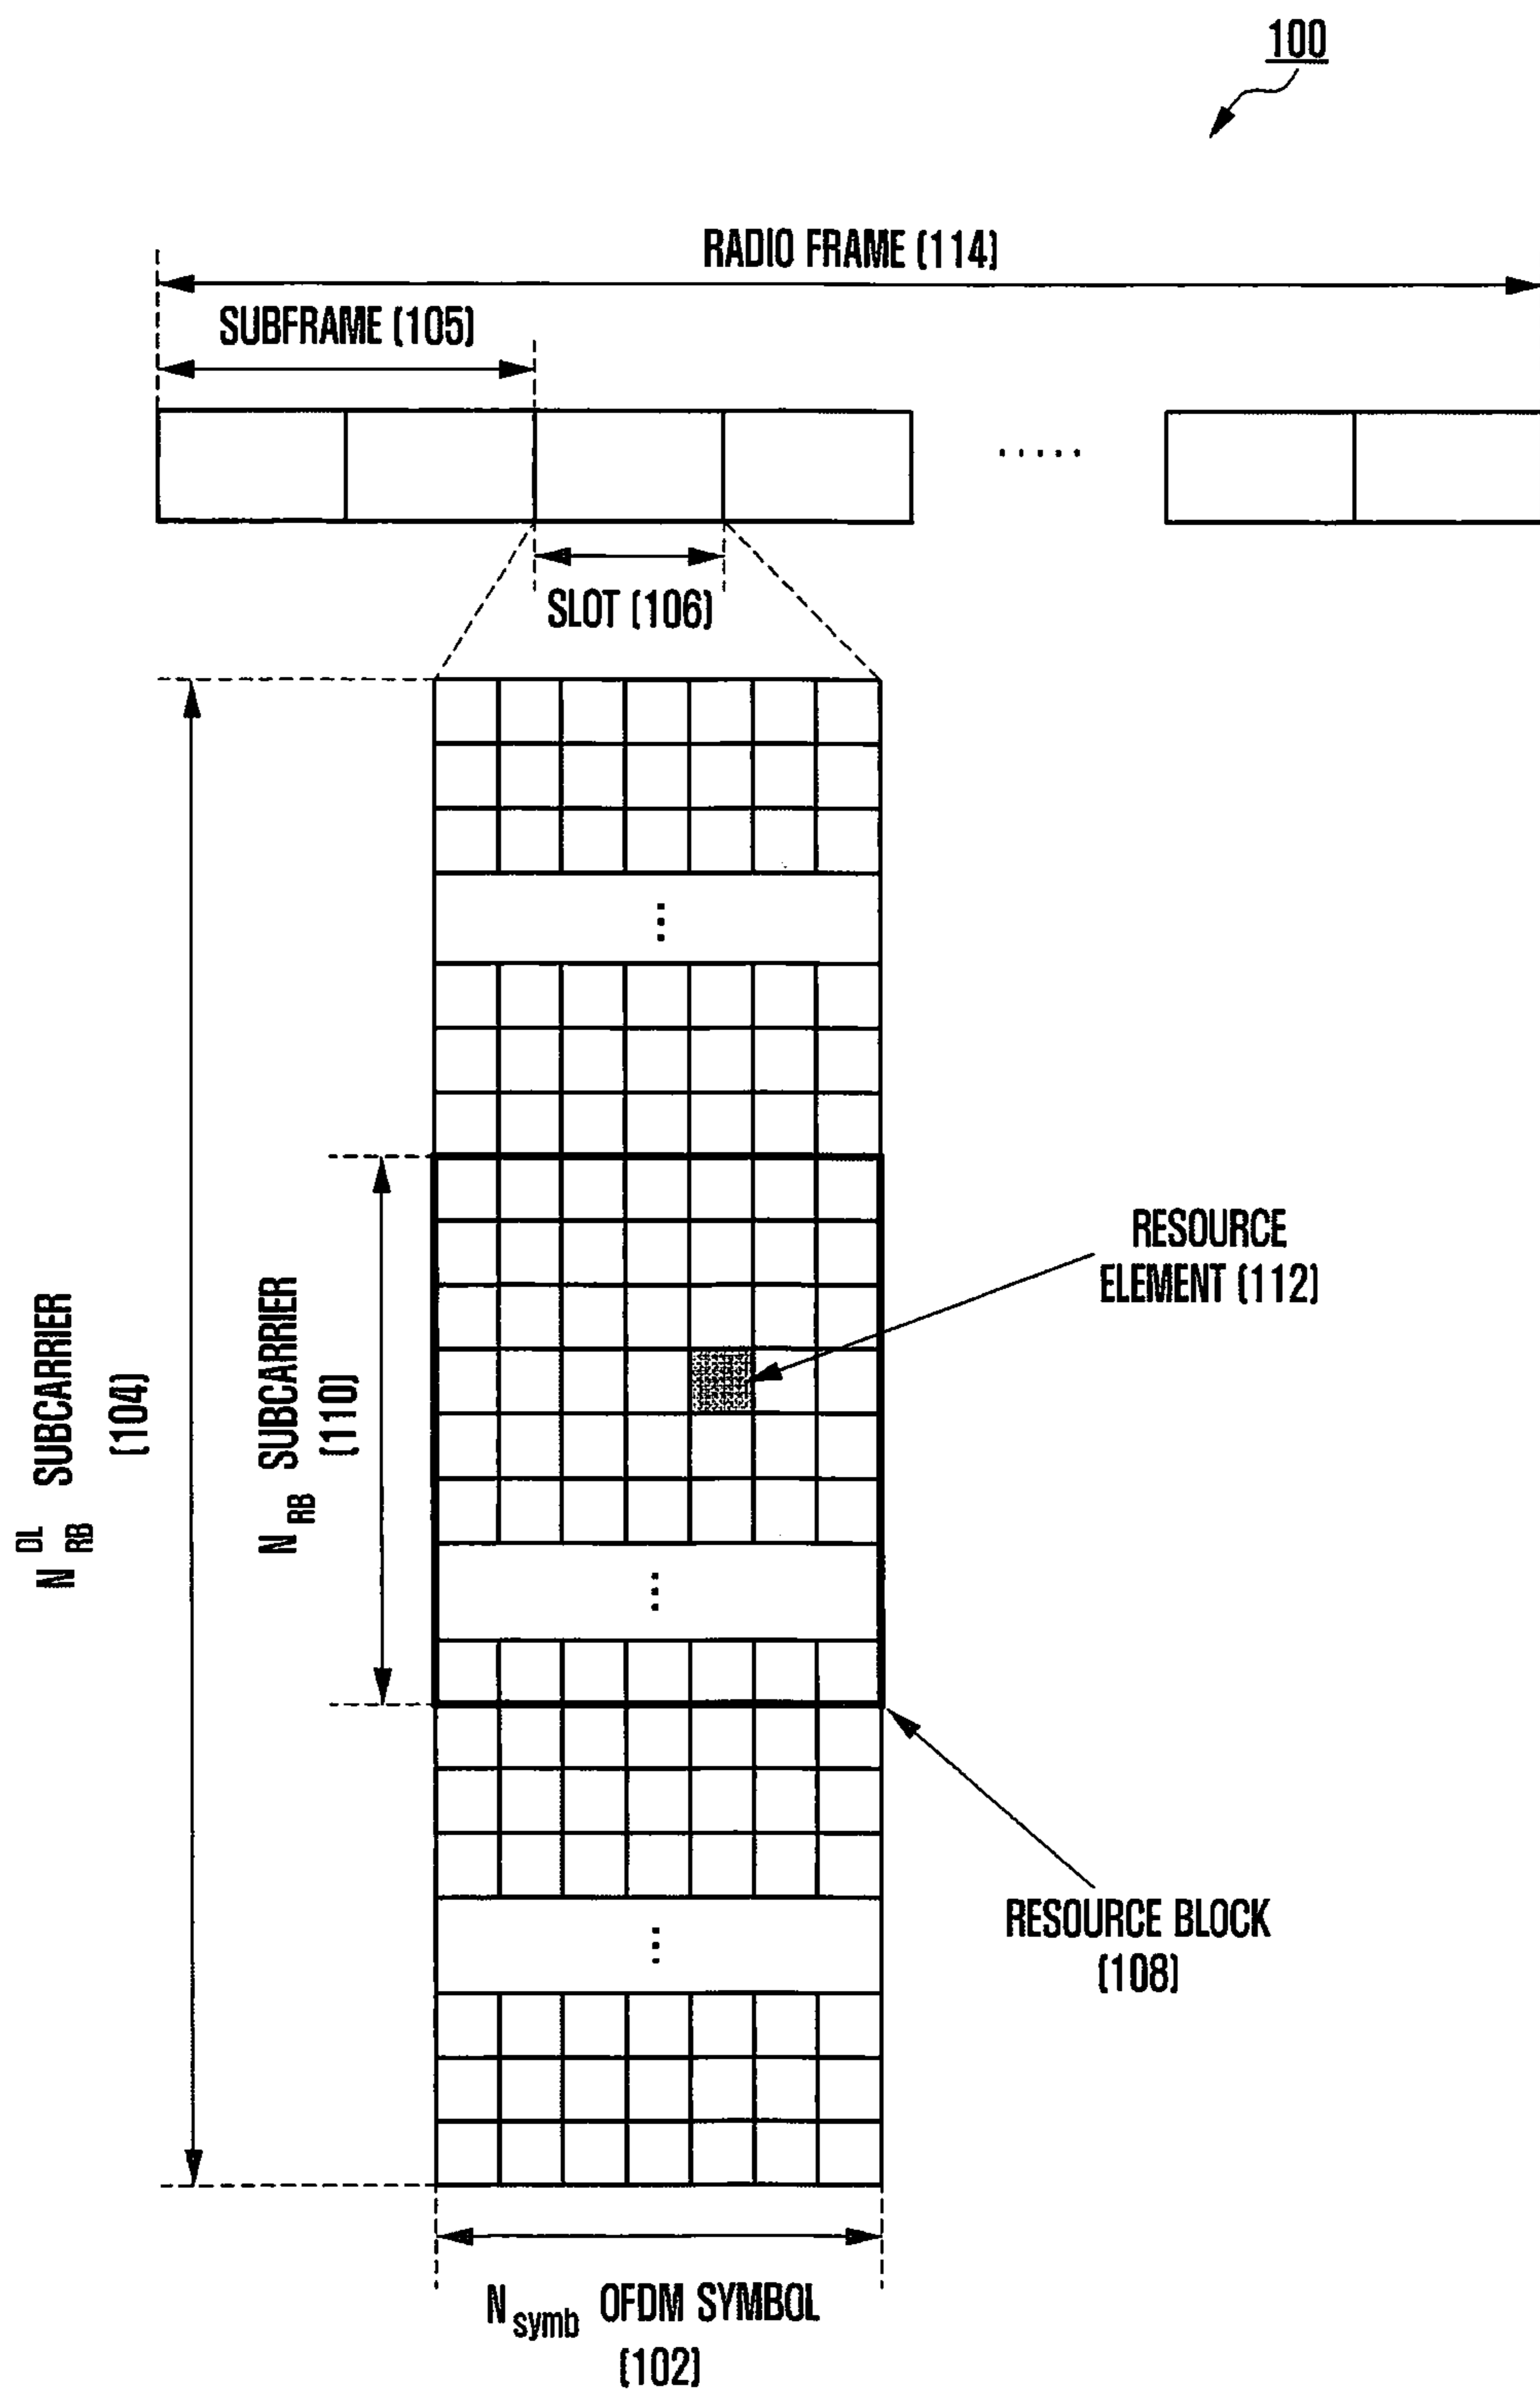 100
RADIO FRAME (114)
SUBFRAME (105)
.....
SLOT (106)
RESOURCE
ELEMENT (112)
N RB DL SUBCARRIER
(104)
N RB SUBCARRIER
(110)
RESOURCE BLOCK
(108)
N symb OFDM SYMBOL
(102)